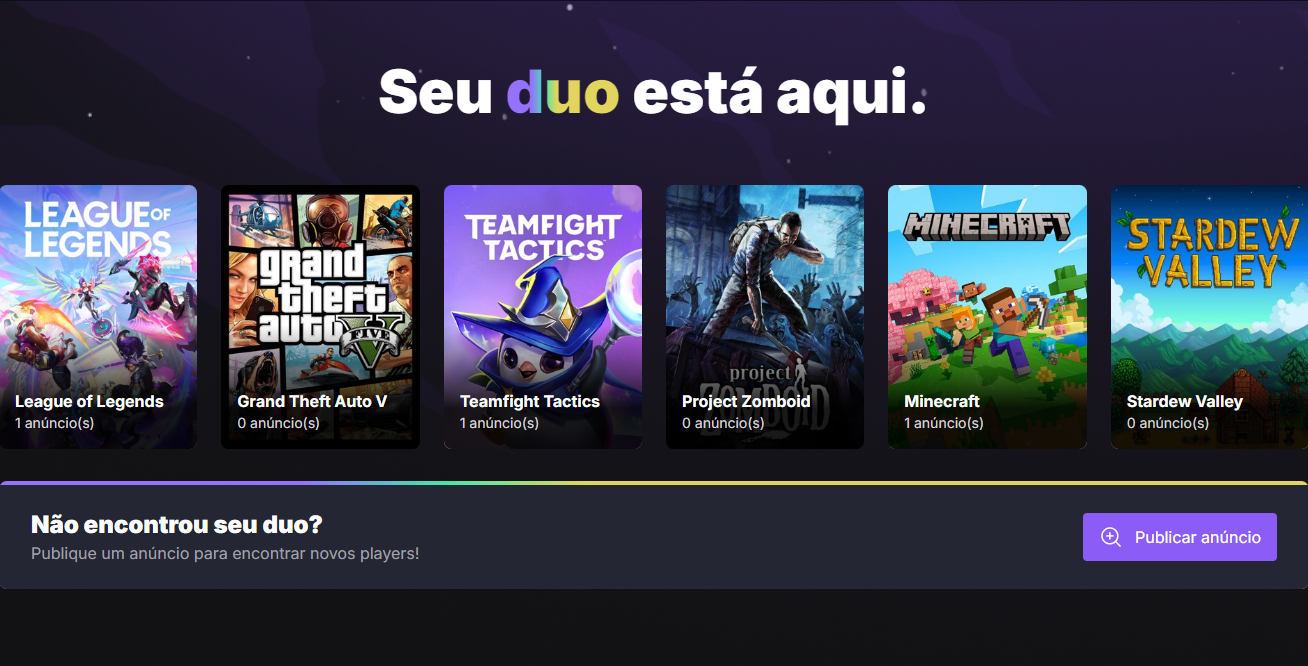 Seu duo está aqui.
LEAGUE OF
LEGENDS
League of Legends
1 anúncio(s)
grand
theft
auto V
FIVE
Grand Theft Auto V
0 anúncio(s)
TEAMFIGHT
TACTICS
Teamfight Tactics
1 anúncio(s)
project
ZOMBOID
Project Zomboid
0 anúncio(s)
MINECRAFT
Minecraft
1 anúncio(s)
STARDEW
VALLEY
Stardew Valley
0 anúncio(s)
Não encontrou seu duo?
Publique um anúncio para encontrar novos players!
Publicar anúncio